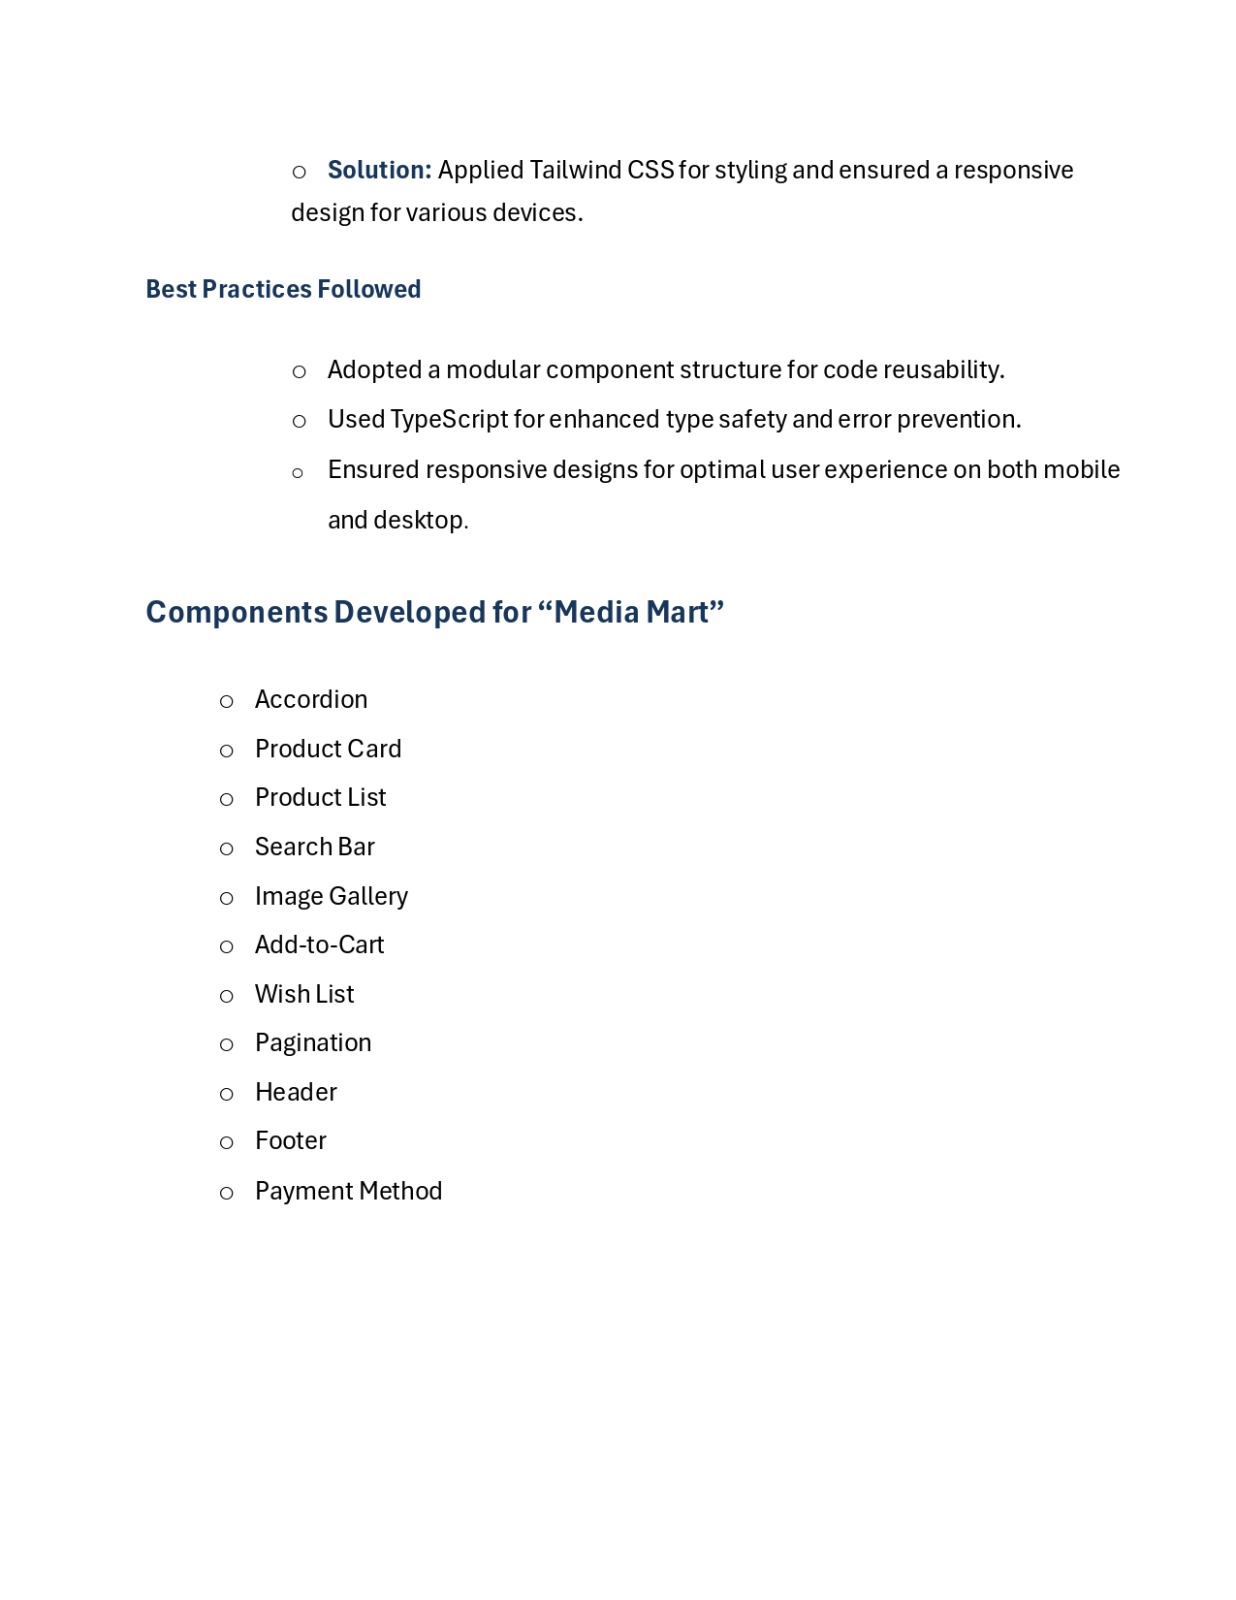 ○ Solution: Applied Tailwind CSS for styling and ensured a responsive
design for various devices.
Best Practices Followed
○ Adopted a modular component structure for code reusability.
○ Used TypeScript for enhanced type safety and error prevention.
○ Ensured responsive designs for optimal user experience on both mobile
and desktop.
Components Developed for “Media Mart”
○ Accordion
○ Product Card
○ Product List
○ Search Bar
○ Image Gallery
○ Add-to-Cart
○ Wish List
○ Pagination
○ Header
○ Footer
○ Payment Method